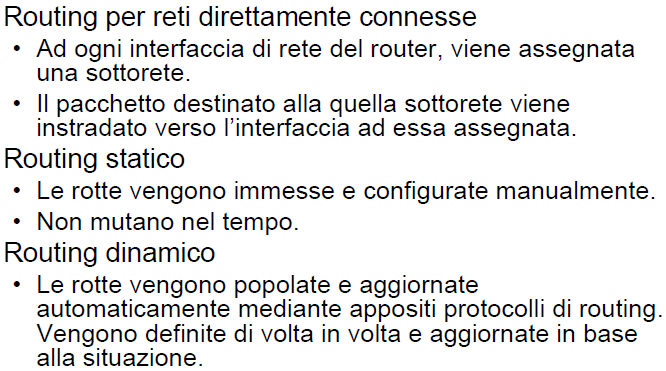 Routing per reti direttamente connesse
• Ad ogni interfaccia di rete del router, viene assegnata
una sottorete.
• Il pacchetto destinato alla quella sottorete viene
instradato verso l'interfaccia ad essa assegnata.
Routing statico
• Le rotte vengono immesse e configurate manualmente.
• Non mutano nel tempo.
Routing dinamico
• Le rotte vengono popolate e aggiornate
automaticamente mediante appositi protocolli di routing.
Vengono definite di volta in volta e aggiornate in base
alla situazione.